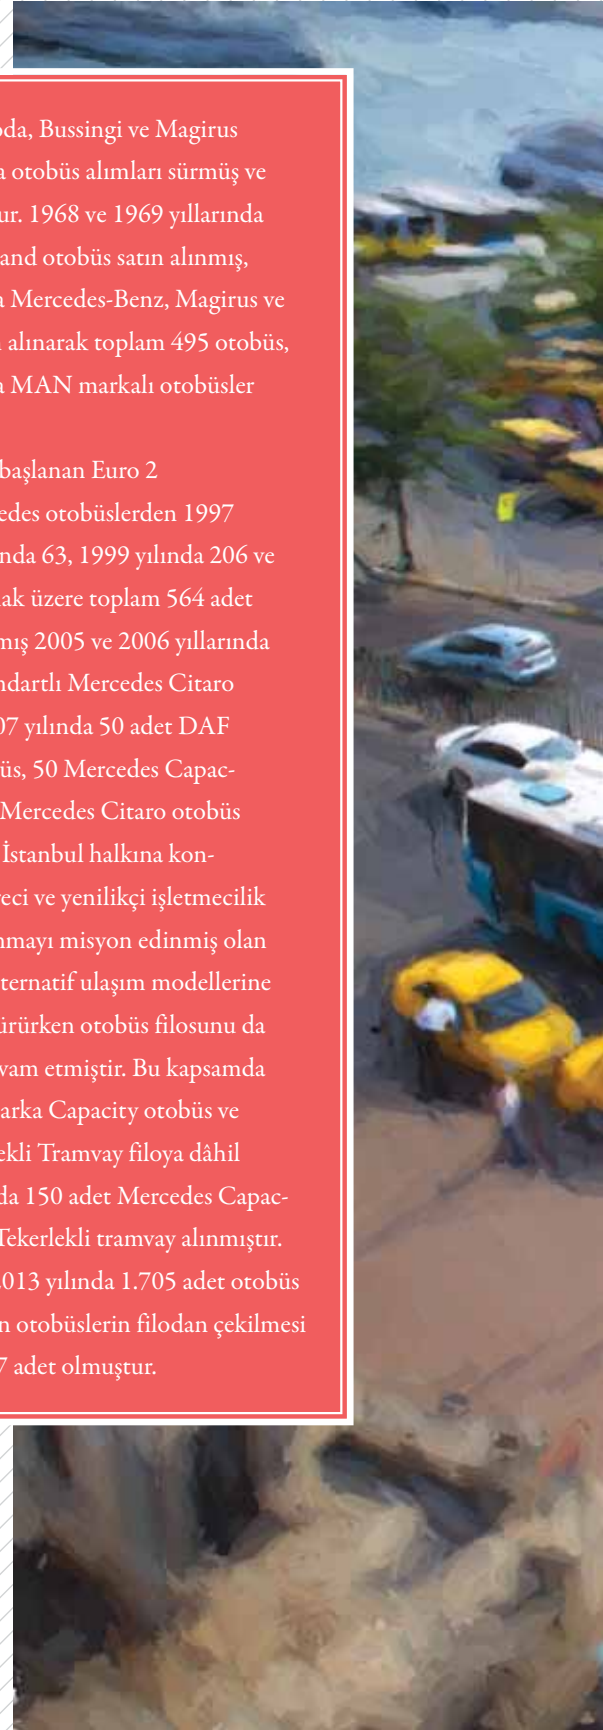 oda, Bussingi ve Magirus
a otobüs alımları sürmüş ve
ur. 1968 ve 1969 yıllarında
and otobüs satın alınmış,
a Mercedes-Benz, Magirus ve
alınarak toplam 495 otobüs,
a MAN markalı otobüsler
başlanan Euro 2
edes otobüslerden 1997
nda 63, 1999 yılında 206 ve
ak üzere toplam 564 adet
mış 2005 ve 2006 yıllarında
ndartlı Mercedes Citaro
07 yılında 50 adet DAF
üs, 50 Mercedes Capac-
Mercedes Citaro otobüs
İstanbul halkına kon-
eci ve yenilikçi işletmecilik
nmayı misyon edinmiş olan
ternatif ulaşım modellerine
ürürken otobüs filosunu da
vam etmiştir. Bu kapsamda
arka Capacity otobüs ve
ekli Tramvay filoya dâhil
da 150 adet Mercedes Capac-
Tekerlekli tramvay alınmıştır.
2013 yılında 1.705 adet otobüs
n otobüslerin filodan çekilmesi
7 adet olmuştur.